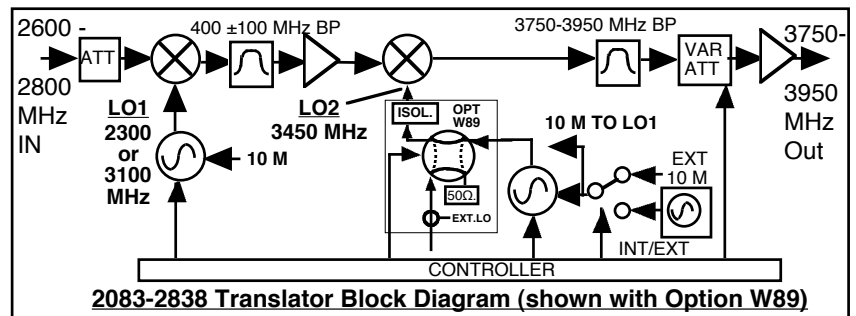 2600 -
2800
MHz
IN
ATT
400 ±100 MHz BP
3750-3950 MHz BP
VAR
ATT
3750-
3950
MHz
Out
LO1
2300
or
3100
MHz
10 M
LO2
3450 MHz
ISOL.
OPT
W89
50Ω.
EXT.LO
10 M TO LO1
EXT
10 M
INT/EXT
CONTROLLER
2083-2838 Translator Block Diagram (shown with Option W89)